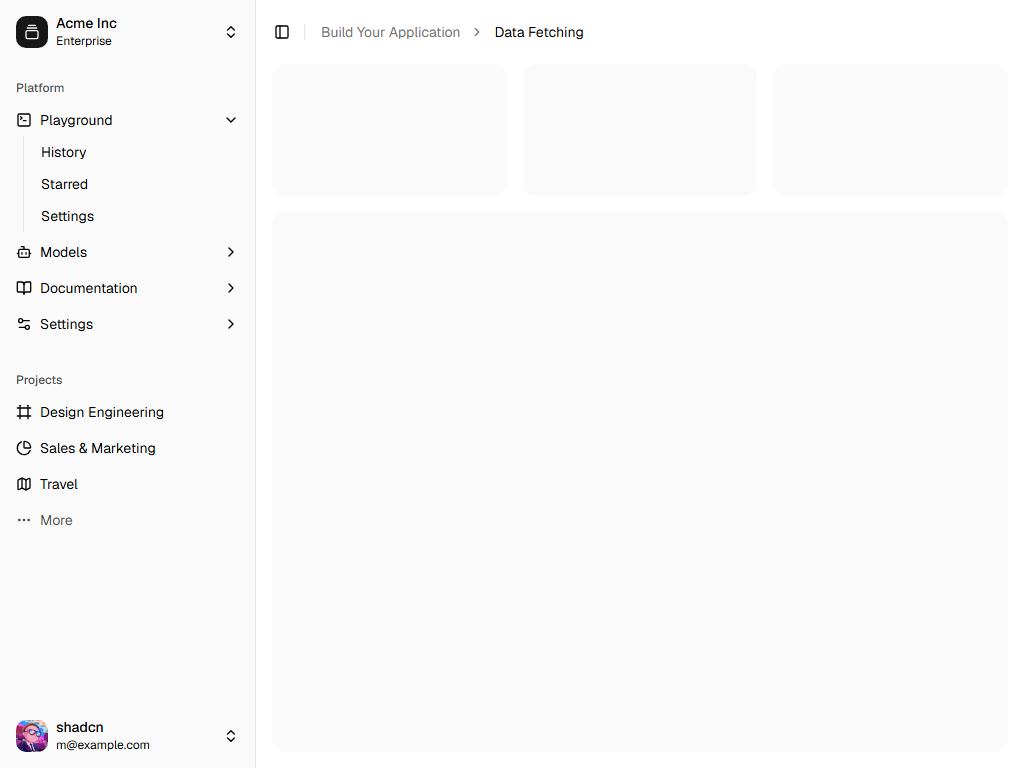 Acme Inc
Enterprise
Platform
Playground
History
Starred
Settings
Models
Documentation
Settings
Projects
Design Engineering
Sales & Marketing
Travel
More
shadcn
m@example.com
Build Your Application
Data Fetching